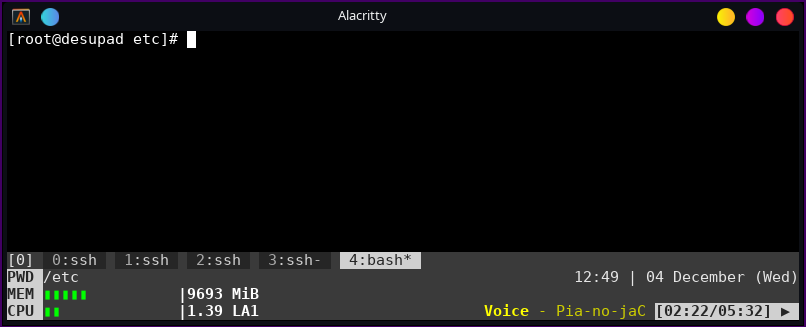 Alacritty
[root@desupad etc]#
[0] 0:ssh 1:ssh 2:ssh 3:ssh- 4:bash*
PWD /etc 12:49 | 04 December (Wed)
MEM |9693 MiB
CPU |1.39 LA1 Voice - Pia-no-jaC [02:22/05:32] ▶